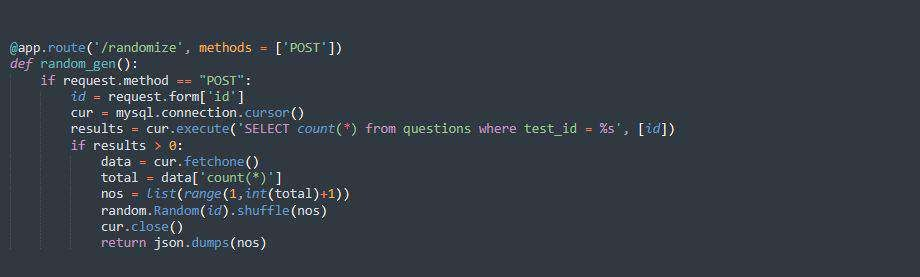 @app.route('/randomize', methods = ['POST'])
def random_gen():
if request.method == "POST":
id = request.form['id']
cur = mysql.connection.cursor()
results = cur.execute('SELECT count(*) from questions where test_id = %s', [id])
if results > 0:
data = cur.fetchone()
total = data['count(*)']
nos = list(range(1,int(total)+1))
random.Random(id).shuffle(nos)
cur.close()
return json.dumps(nos)